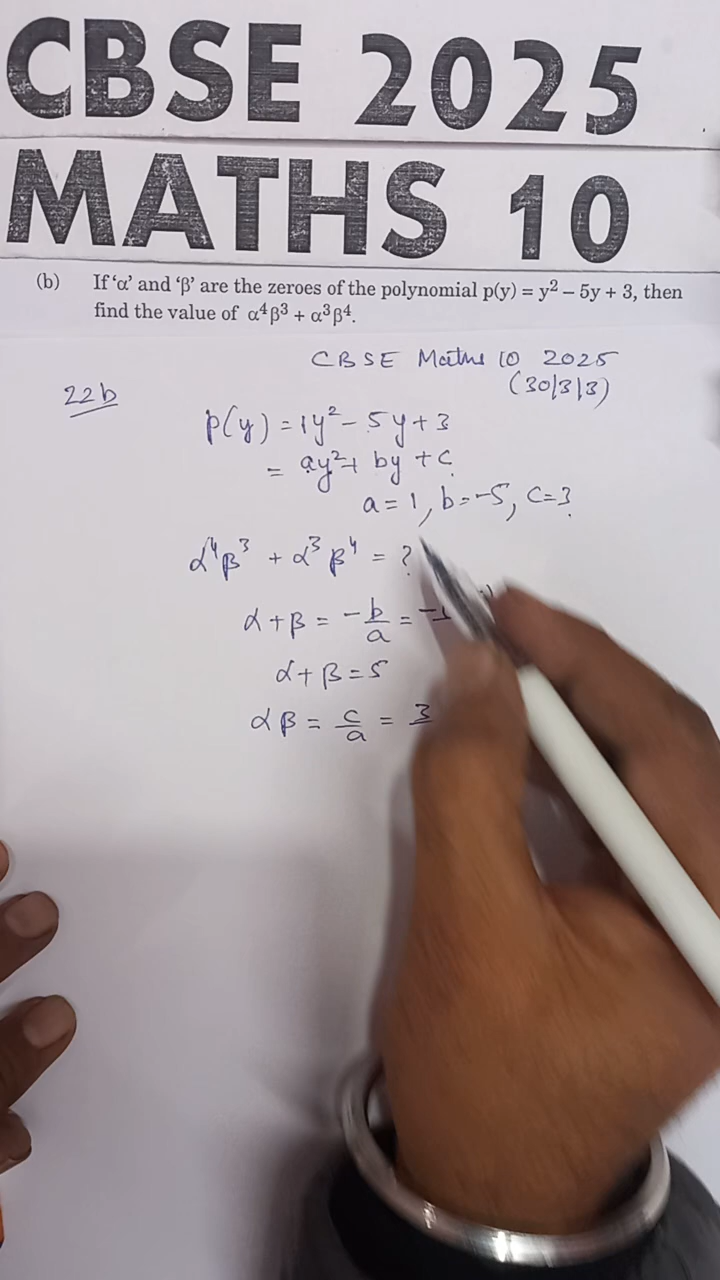 CBSE 2025
MATHS 10
(b) If ‘α’ and ‘β’ are the zeroes of the polynomial p(y) = y² – 5y + 3, then
find the value of α⁴β³ + α³β⁴.
CBSE Maths 10 2025
(30/3/3)
22b
p(y) = 1y² - 5y + 3
= ay² + by + c
a = 1, b = -5, c = 3
α⁴β³ + α³β⁴ = ?
α + β = -b/a =
α + β = 5
αβ = c/a = 3